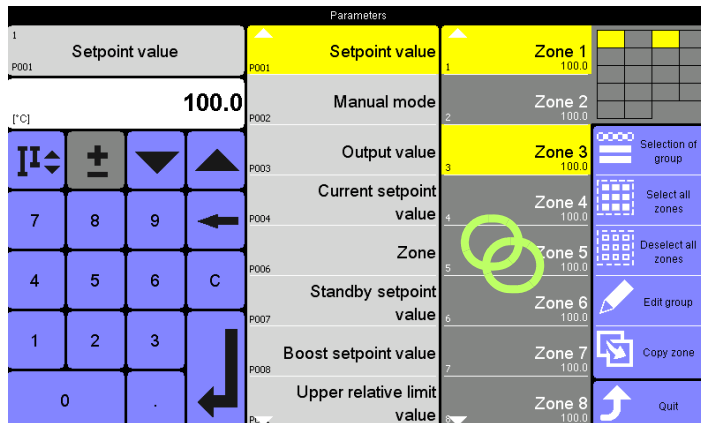 Parameters
1
Setpoint value
P001
[°C]
100.0
7
8
9
4
5
6
C
1
2
3
0
.
Setpoint value
P001
Manual mode
P002
Output value
P003
Current setpoint
value
P004
Zone
P006
Standby setpoint
value
P007
Boost setpoint value
P008
Upper relative limit
value
Zone 1
1
100.0
Zone 2
2
100.0
Zone 3
3
100.0
Zone 4
4
100.0
Zone 5
5
100.0
Zone 6
6
100.0
Zone 7
7
100.0
Zone 8
8
100.0
Selection of
group
Select all
zones
Deselect all
zones
Edit group
Copy zone
Quit